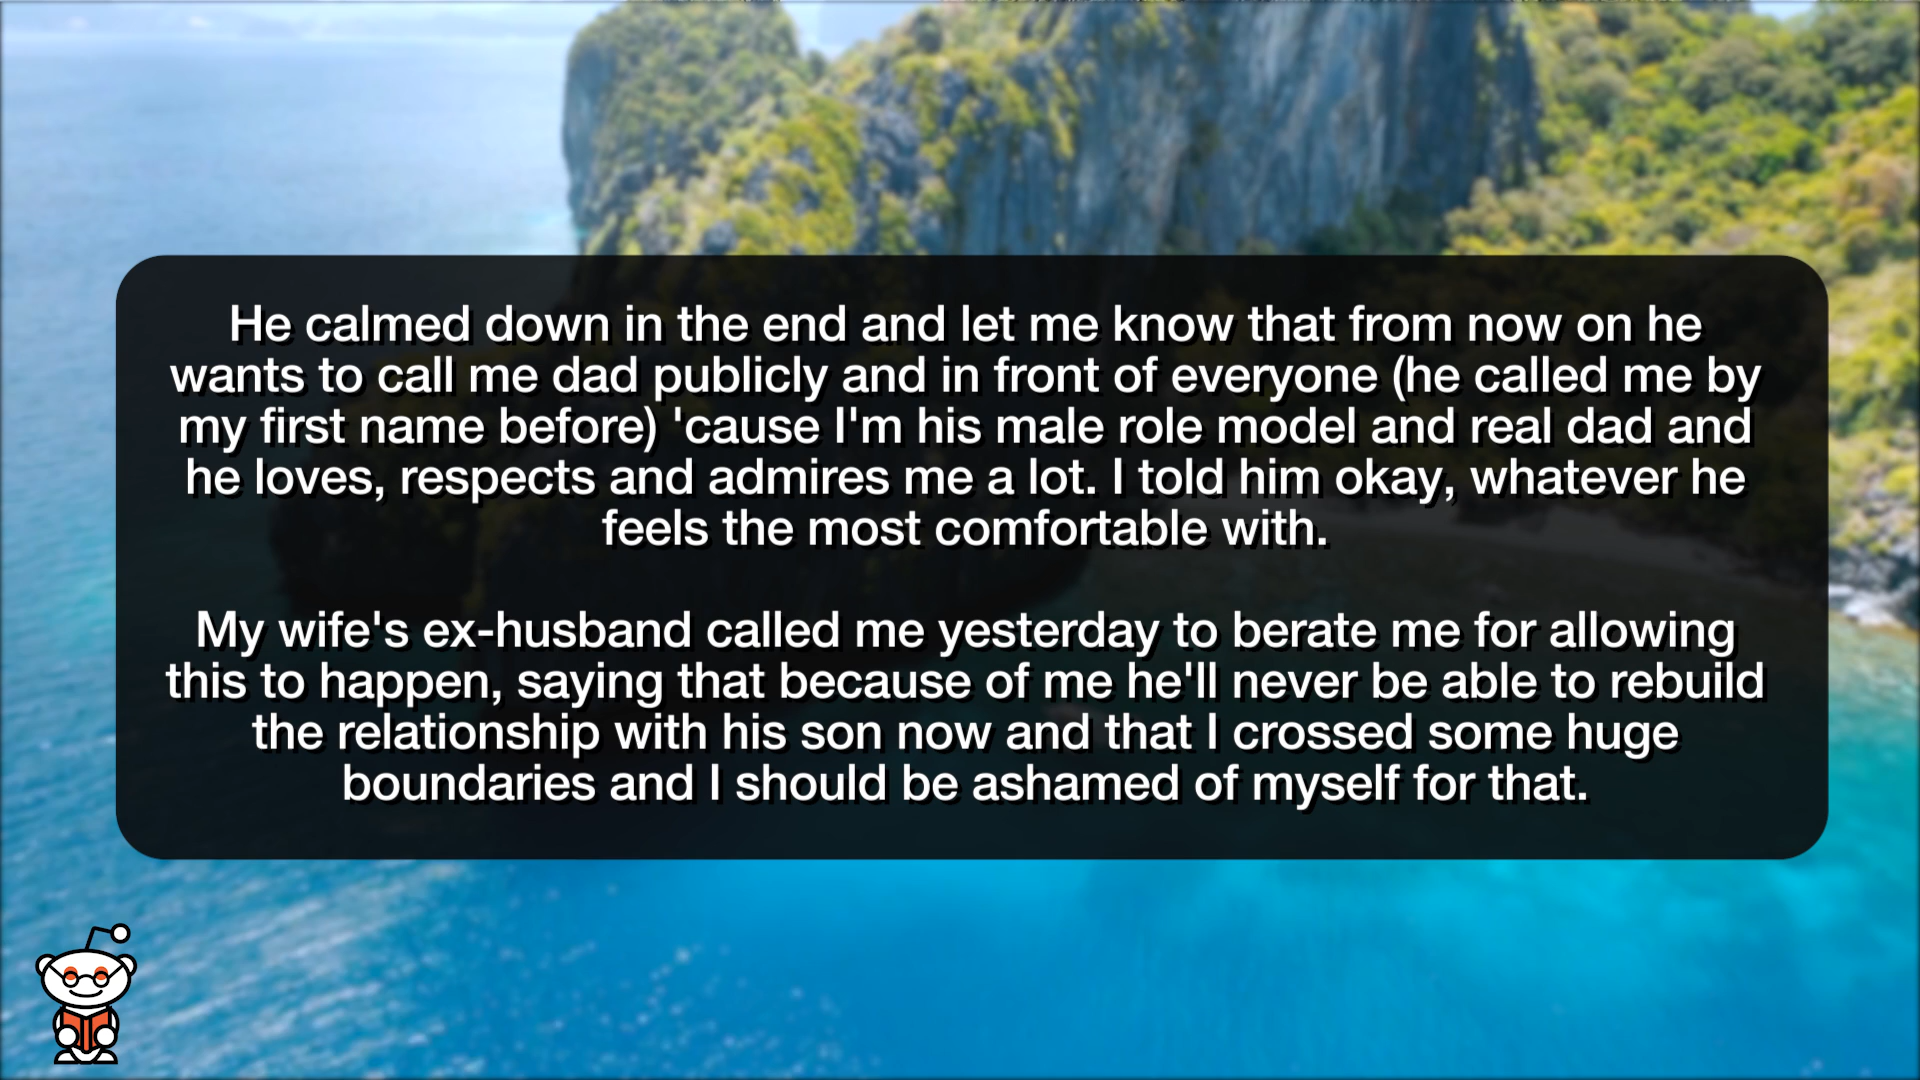 He calmed down in the end and let me know that from now on he
wants to call me dad publicly and in front of everyone (he called me by
my first name before) 'cause I'm his male role model and real dad and
he loves, respects and admires me a lot. I told him okay, whatever he
feels the most comfortable with.
My wife's ex-husband called me yesterday to berate me for allowing
this to happen, saying that because of me he'll never be able to rebuild
the relationship with his son now and that I crossed some huge
boundaries and I should be ashamed of myself for that.